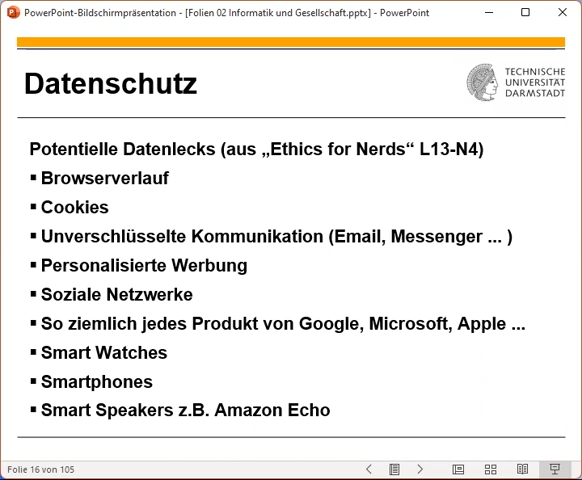 PowerPoint-Bildschirmpräsentation - [Folien 02 Informatik und Gesellschaft.pptx] - PowerPoint
Datenschutz
TECHNISCHE
UNIVERSITÄT
DARMSTADT
Potentielle Datenlecks (aus „Ethics for Nerds“ L13-N4)
▪ Browserverlauf
▪ Cookies
▪ Unverschlüsselte Kommunikation (Email, Messenger ... )
▪ Personalisierte Werbung
▪ Soziale Netzwerke
▪ So ziemlich jedes Produkt von Google, Microsoft, Apple ...
▪ Smart Watches
▪ Smartphones
▪ Smart Speakers z.B. Amazon Echo
Folie 16 von 105